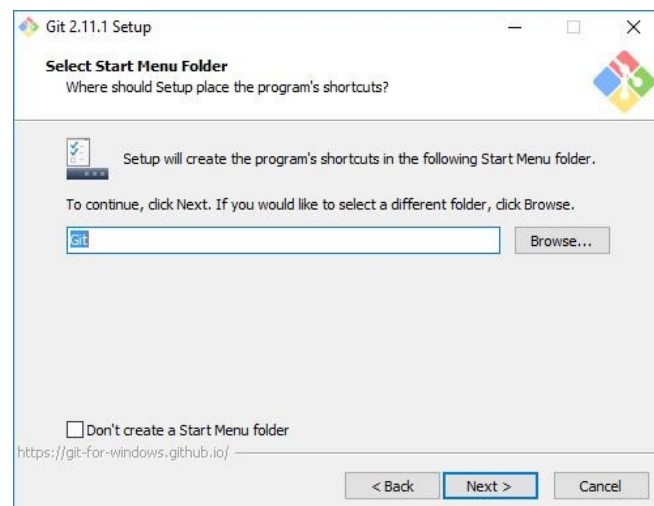 Git 2.11.1 Setup
Select Start Menu Folder
Where should Setup place the program's shortcuts?
Setup will create the program's shortcuts in the following Start Menu folder.
To continue, click Next. If you would like to select a different folder, click Browse.
Git
Browse...
Don't create a Start Menu folder
https://git-for-windows.github.io/
< Back
Next >
Cancel